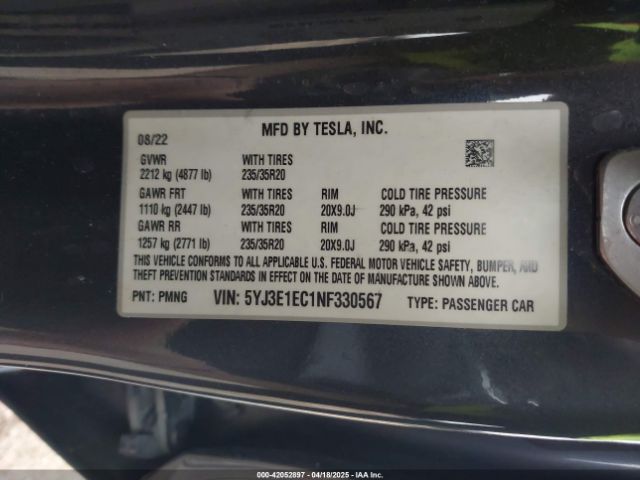 MFD BY TESLA, INC.
08/22
GVWR WITH TIRES
2212 kg (4877 lb) 235/35R20
GAWR FRT WITH TIRES RIM COLD TIRE PRESSURE
1110 kg (2447 lb) 235/35R20 20X9.0J 290 kPa, 42 psi
GAWR RR WITH TIRES RIM COLD TIRE PRESSURE
1257 kg (2771 lb) 235/35R20 20X9.0J 290 kPa, 42 psi
THIS VEHICLE CONFORMS TO ALL APPLICABLE U.S. FEDERAL MOTOR VEHICLE SAFETY, BUMPER, AND
THEFT PREVENTION STANDARDS IN EFFECT ON THE DATE OF MANUFACTURE SHOWN ABOVE.
PNT: PMNG VIN: 5YJ3E1EC1NF330567 TYPE: PASSENGER CAR
000-42052897 - 04/18/2025 - IAA Inc.